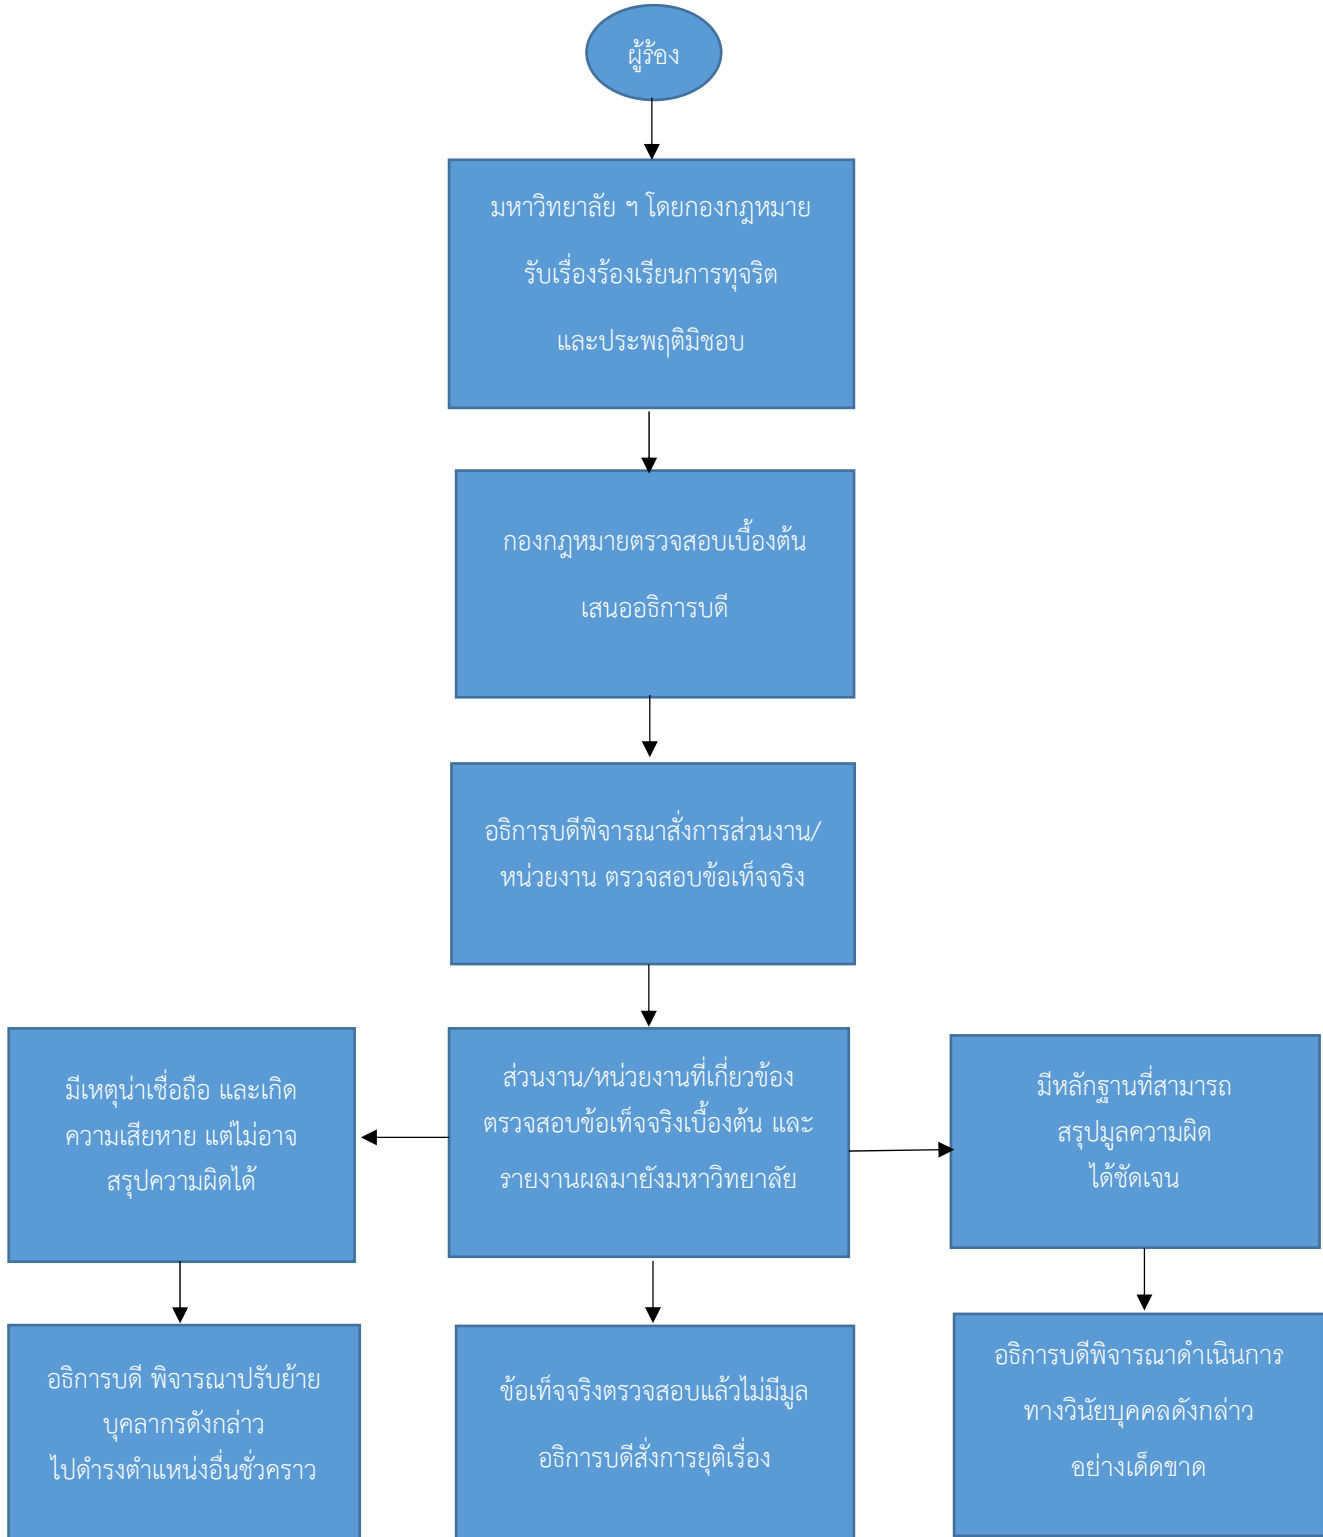 ผู้ร้อง
มหาวิทยาลัย ฯ โดยกองกฎหมาย
รับเรื่องร้องเรียนการทุจริต
และประพฤติมิชอบ
กองกฎหมายตรวจสอบเบื้องต้น
เสนออธิการบดี
อธิการบดีพิจารณาสั่งการส่วนงาน/
หน่วยงาน ตรวจสอบข้อเท็จจริง
มีเหตุน่าเชื่อถือ และเกิด
ความเสียหาย แต่ไม่อาจ
สรุปความผิดได้
ส่วนงาน/หน่วยงานที่เกี่ยวข้อง
ตรวจสอบข้อเท็จจริงเบื้องต้น และ
รายงานผลมายังมหาวิทยาลัย
มีหลักฐานที่สามารถ
สรุปมูลความผิด
ได้ชัดเจน
อธิการบดี พิจารณาปรับย้าย
บุคลากรดังกล่าว
ไปดำรงตำแหน่งอื่นชั่วคราว
ข้อเท็จจริงตรวจสอบแล้วไม่มีมูล
อธิการบดีสั่งการยุติเรื่อง
อธิการบดีพิจารณาดำเนินการ
ทางวินัยบุคคลดังกล่าว
อย่างเด็ดขาด